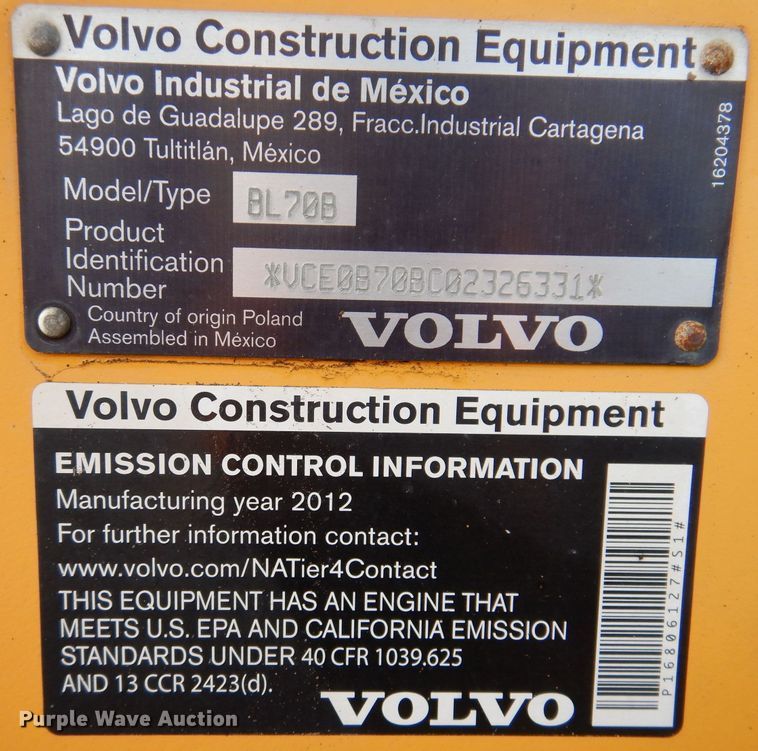 Volvo Construction Equipment
Volvo Industrial de México
Lago de Guadalupe 289, Fracc.Industrial Cartagena
54900 Tultitlán, México
16204378
Model/Type BL70B
Product
Identification
Number *VCE0B70BC02326331*
Country of origin Poland
Assembled in México
VOLVO
Volvo Construction Equipment
EMISSION CONTROL INFORMATION
Manufacturing year 2012
For further information contact:
www.volvo.com/NATier4Contact
THIS EQUIPMENT HAS AN ENGINE THAT
MEETS U.S. EPA AND CALIFORNIA EMISSION
STANDARDS UNDER 40 CFR 1039.625
AND 13 CCR 2423(d).
VOLVO
P16806127#S1#
Purple Wave Auction